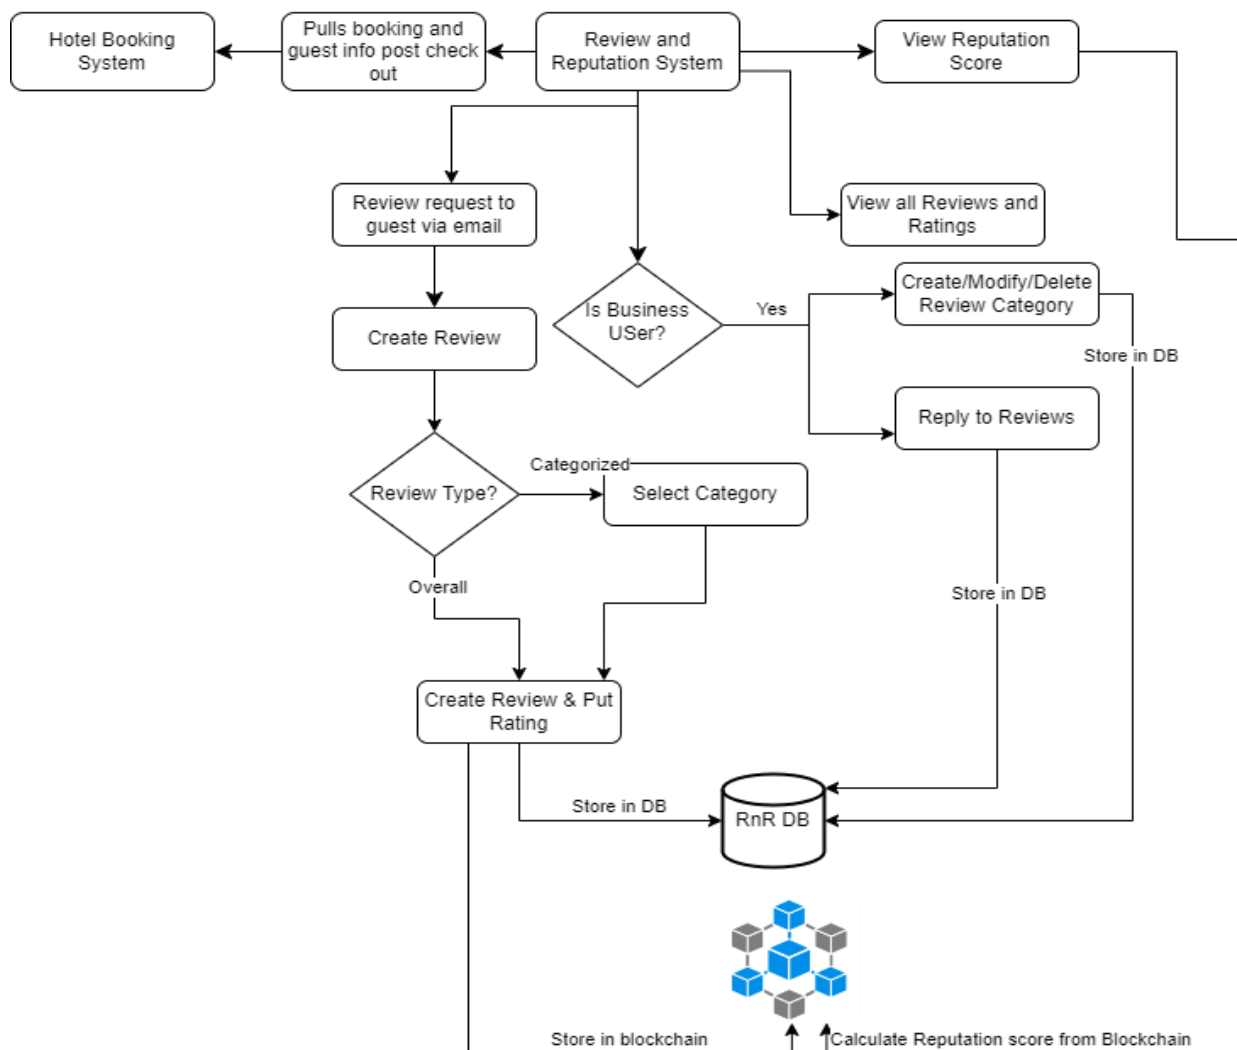 Hotel Booking
System
Pulls booking and
guest info post check
out
Review and
Reputation System
View Reputation
Score
Review request to
guest via email
View all Reviews and
Ratings
Create Review
Is Business
USer?
Yes
Create/Modify/Delete
Review Category
Store in DB
Reply to Reviews
Review Type?
Categorized
Select Category
Overall
Store in DB
Create Review & Put
Rating
Store in DB
RnR DB
Store in blockchain
Calculate Reputation score from Blockchain